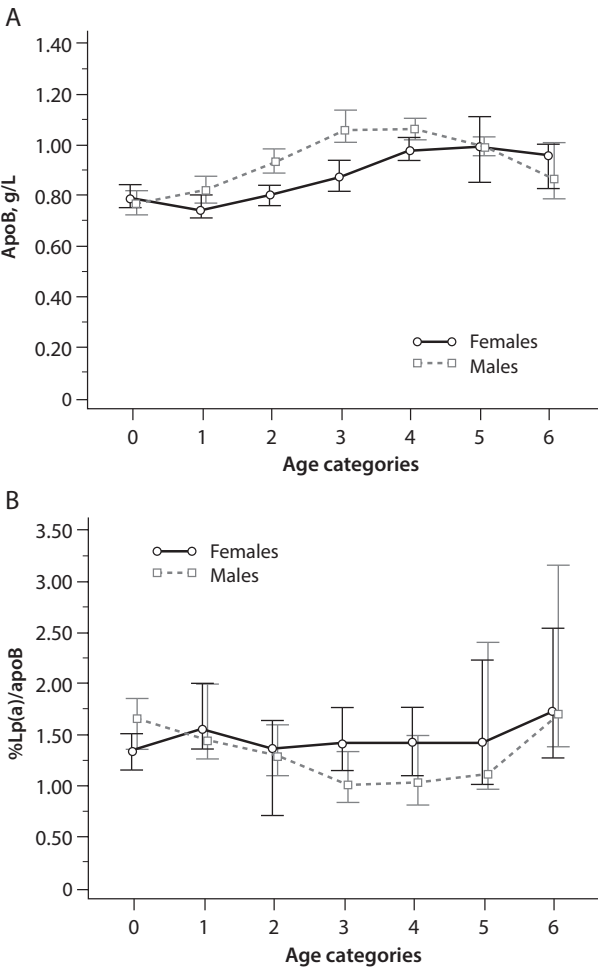 A
1.40
1.20
1.00
0.80
0.60
0.40
0.20
0
ApoB, g/L
Females
Males
0 1 2 3 4 5 6
Age categories
B
3.50
3.00
2.50
2.00
1.50
1.00
0.50
0
%Lp(a)/apoB
Females
Males
0 1 2 3 4 5 6
Age categories